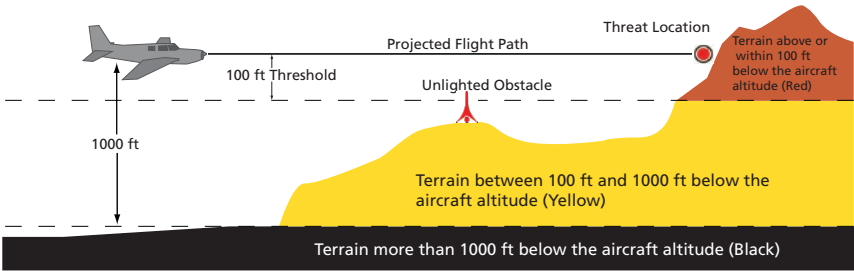 Threat Location
Projected Flight Path
Terrain above or
within 100 ft
below the aircraft
altitude (Red)
100 ft Threshold
Unlighted Obstacle
1000 ft
Terrain between 100 ft and 1000 ft below the
aircraft altitude (Yellow)
Terrain more than 1000 ft below the aircraft altitude (Black)